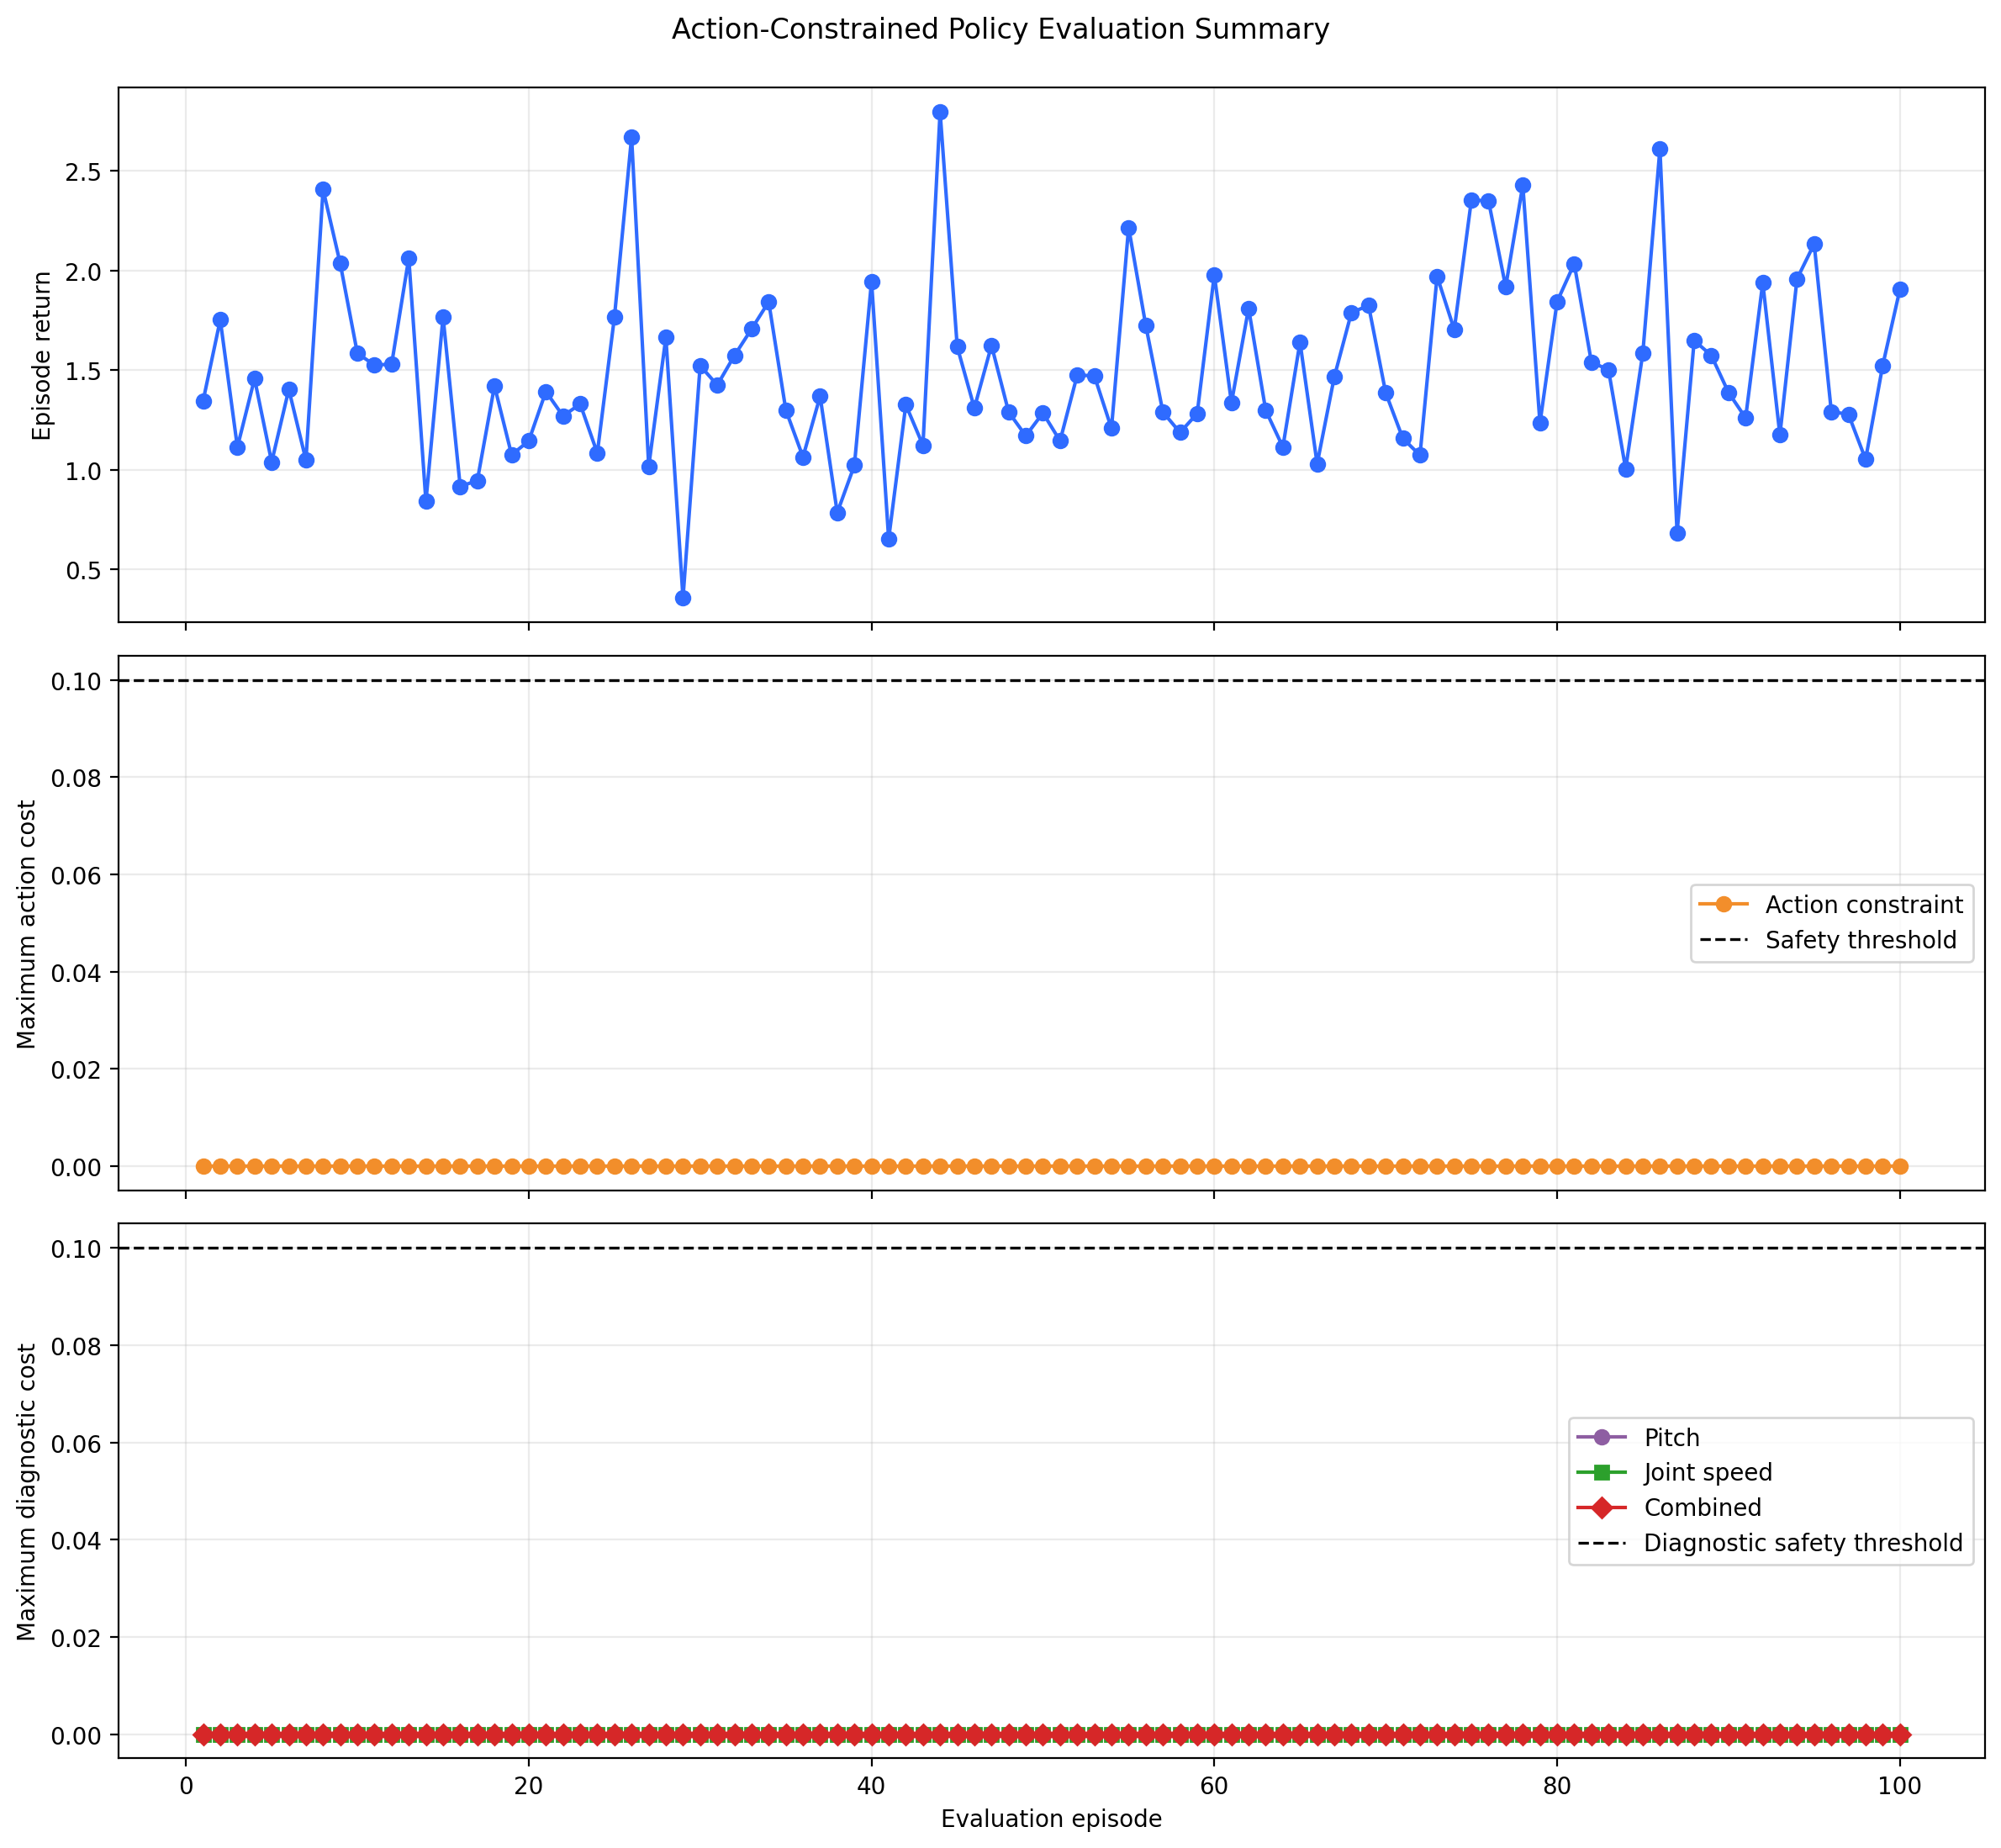 Action-Constrained Policy Evaluation Summary
Episode return
2.5
2.0
1.5
1.0
0.5
Maximum action cost
0.10
0.08
0.06
0.04
0.02
0.00
Action constraint
Safety threshold
Maximum diagnostic cost
0.10
0.08
0.06
0.04
0.02
0.00
Pitch
Joint speed
Combined
Diagnostic safety threshold
0 20 40 60 80 100
Evaluation episode